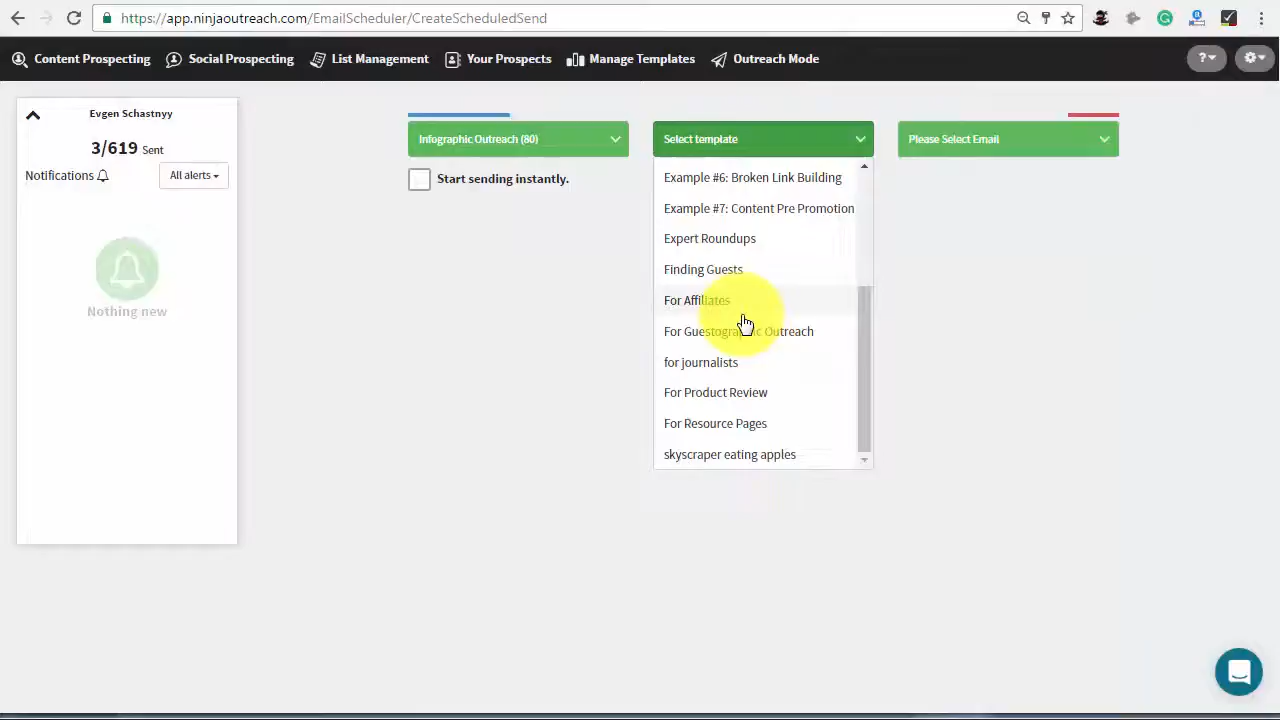 https://app.ninjaoutreach.com/EmailScheduler/CreateScheduledSend
Content Prospecting
Social Prospecting
List Management
Your Prospects
Manage Templates
Outreach Mode
?
Evgen Schastnyy
3/619 Sent
Notifications
All alerts
Nothing new
Infographic Outreach (80)
Start sending instantly.
Select template
Example #6: Broken Link Building
Example #7: Content Pre Promotion
Expert Roundups
Finding Guests
For Affiliates
For Guestographic Outreach
for journalists
For Product Review
For Resource Pages
skyscraper eating apples
Please Select Email